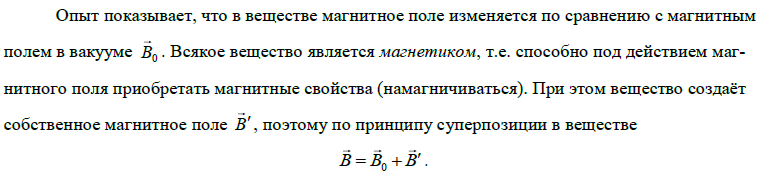 Опыт показывает, что в веществе магнитное поле изменяется по сравнению с магнитным
полем в вакууме $\vec{B}_0$. Всякое вещество является магнетиком, т.е. способно под действием маг-
нитного поля приобретать магнитные свойства (намагничиваться). При этом вещество создаёт
собственное магнитное поле $\vec{B}'$, поэтому по принципу суперпозиции в веществе
$\vec{B} = \vec{B}_0 + \vec{B}'$.